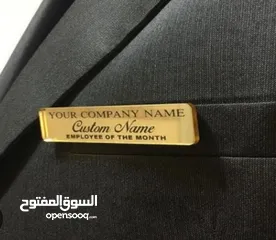 YOUR COMPANY NAME
Custom Name
EMPLOYEE OF THE MONTH
السوق المفتوح
opensooq.com